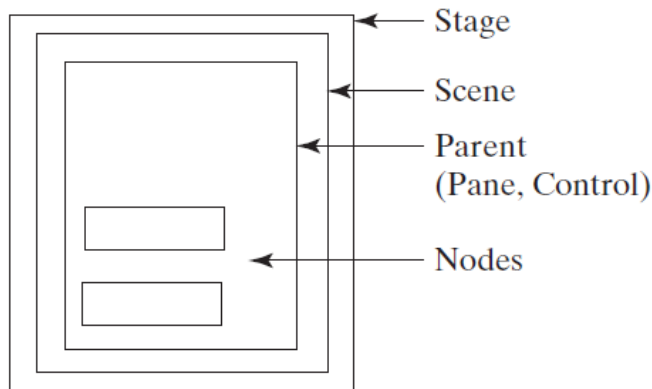 Stage
Scene
Parent
(Pane, Control)
Nodes